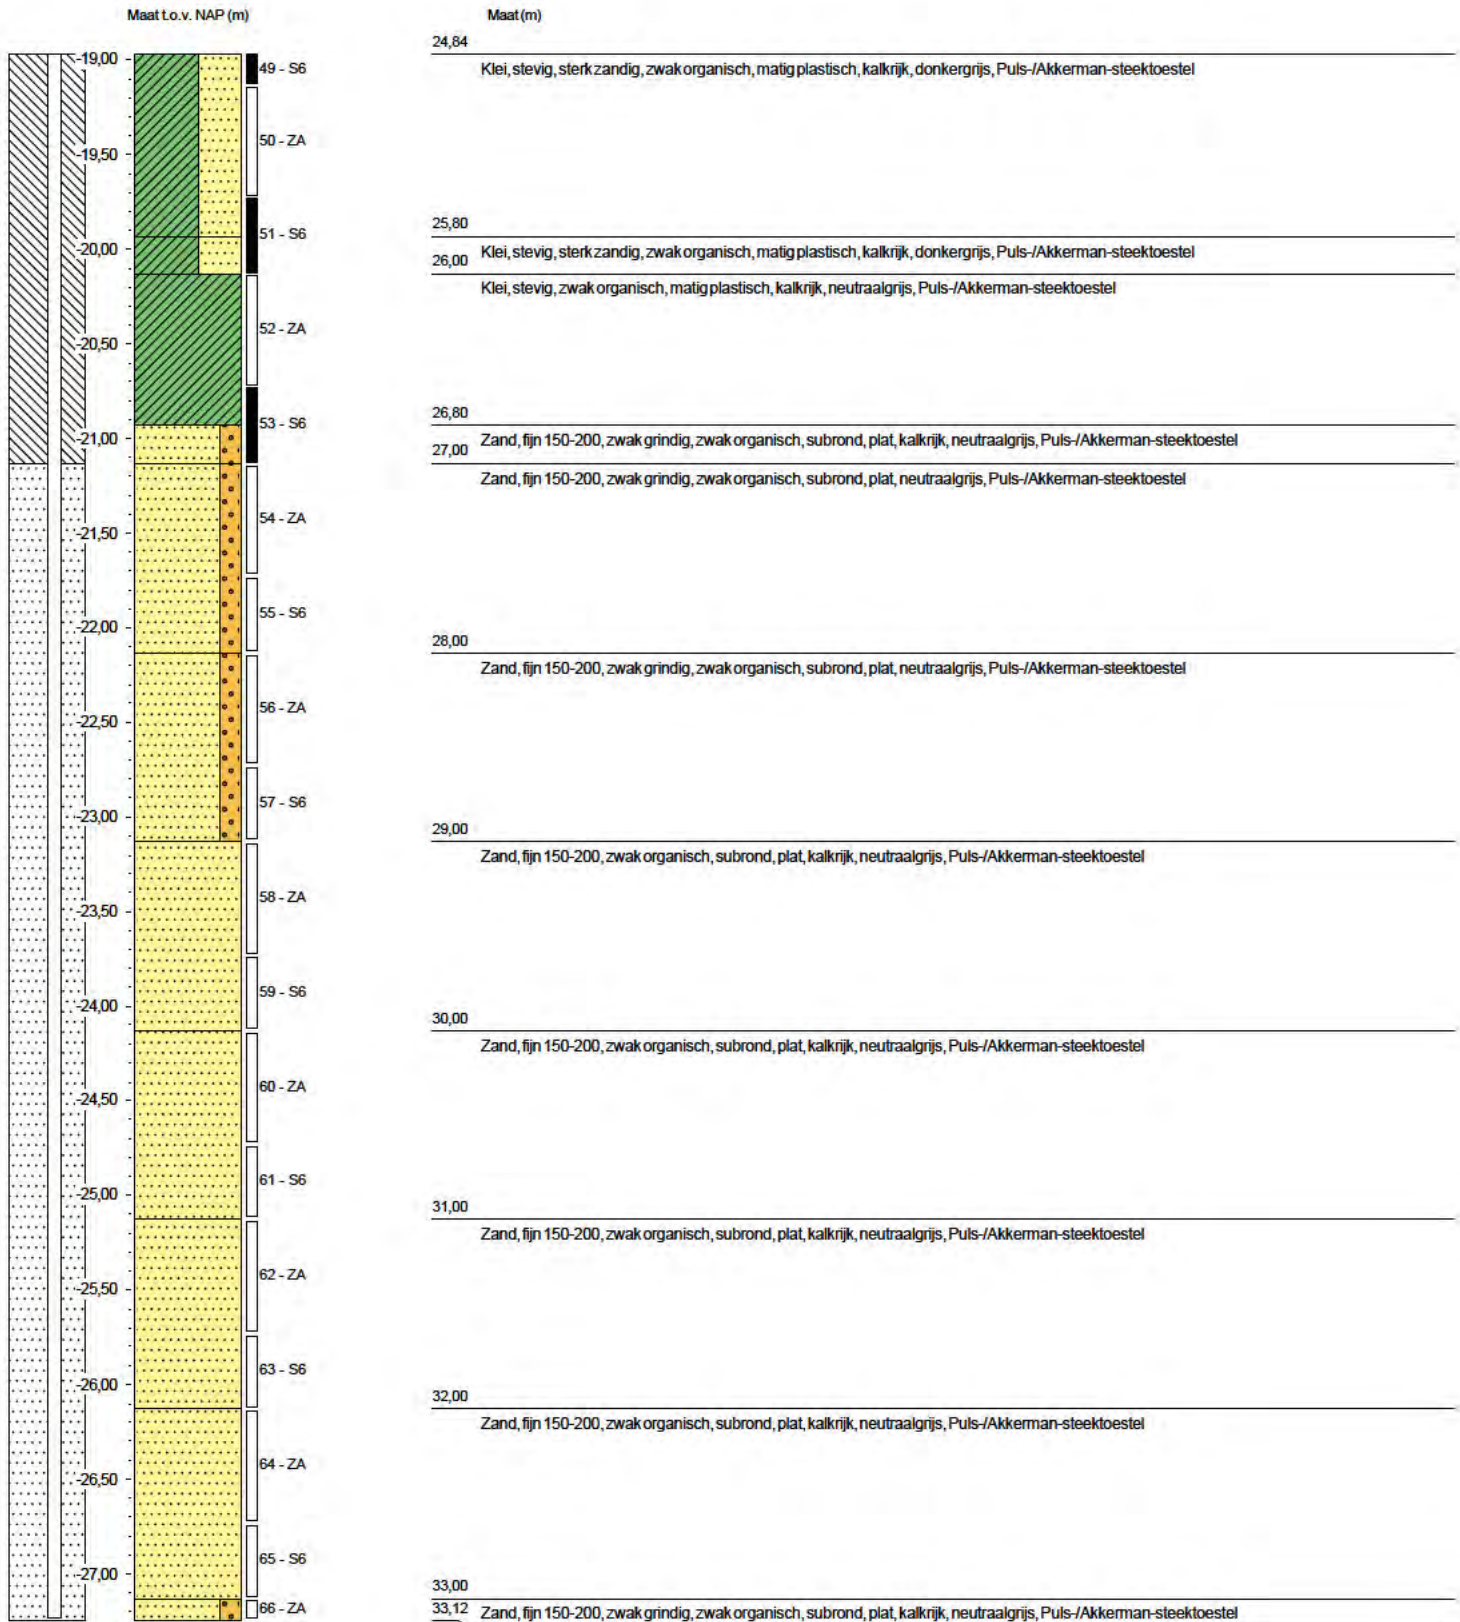 Maat t.o.v. NAP (m) Maat (m)
24,84
-19,00 49 - S6 Klei, stevig, sterk zandig, zwak organisch, matig plastisch, kalkrijk, donkergrijs, Puls-/Akkerman-steektoestel
50 - ZA
-19,50
25,80
51 - S6
-20,00 Klei, stevig, sterk zandig, zwak organisch, matig plastisch, kalkrijk, donkergrijs, Puls-/Akkerman-steektoestel
26,00
Klei, stevig, zwak organisch, matig plastisch, kalkrijk, neutraalgrijs, Puls-/Akkerman-steektoestel
52 - ZA
-20,50
26,80
53 - S6
-21,00 Zand, fijn 150-200, zwak grindig, zwak organisch, subrond, plat, kalkrijk, neutraalgrijs, Puls-/Akkerman-steektoestel
27,00
Zand, fijn 150-200, zwak grindig, zwak organisch, subrond, plat, neutraalgrijs, Puls-/Akkerman-steektoestel
54 - ZA
-21,50
55 - S6
-22,00
28,00
Zand, fijn 150-200, zwak grindig, zwak organisch, subrond, plat, neutraalgrijs, Puls-/Akkerman-steektoestel
56 - ZA
-22,50
57 - S6
-23,00
29,00
Zand, fijn 150-200, zwak organisch, subrond, plat, kalkrijk, neutraalgrijs, Puls-/Akkerman-steektoestel
58 - ZA
-23,50
59 - S6
-24,00
30,00
Zand, fijn 150-200, zwak organisch, subrond, plat, kalkrijk, neutraalgrijs, Puls-/Akkerman-steektoestel
60 - ZA
-24,50
61 - S6
-25,00
31,00
Zand, fijn 150-200, zwak organisch, subrond, plat, kalkrijk, neutraalgrijs, Puls-/Akkerman-steektoestel
62 - ZA
-25,50
63 - S6
-26,00
32,00
Zand, fijn 150-200, zwak organisch, subrond, plat, kalkrijk, neutraalgrijs, Puls-/Akkerman-steektoestel
64 - ZA
-26,50
65 - S6
-27,00
33,00
66 - ZA 33,12 Zand, fijn 150-200, zwak grindig, zwak organisch, subrond, plat, kalkrijk, neutraalgrijs, Puls-/Akkerman-steektoestel